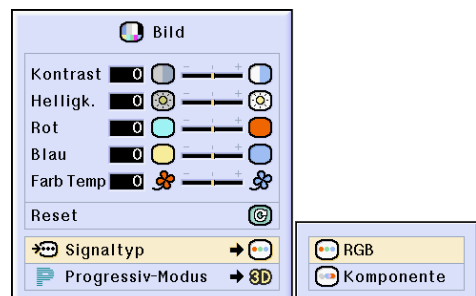 Bild
Kontrast 0
Helligk. 0
Rot 0
Blau 0
Farb Temp 0
Reset
Signaltyp
Progressiv-Modus 3D
RGB
Komponente